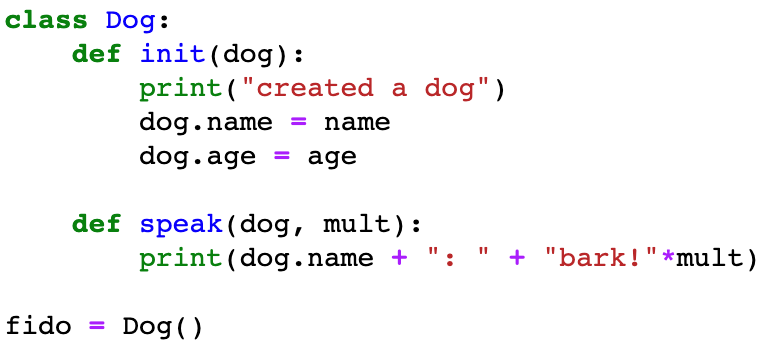 class Dog:
    def init(dog):
        print("created a dog")
        dog.name = name
        dog.age = age

    def speak(dog, mult):
        print(dog.name + ": " + "bark!"*mult)

fido = Dog()